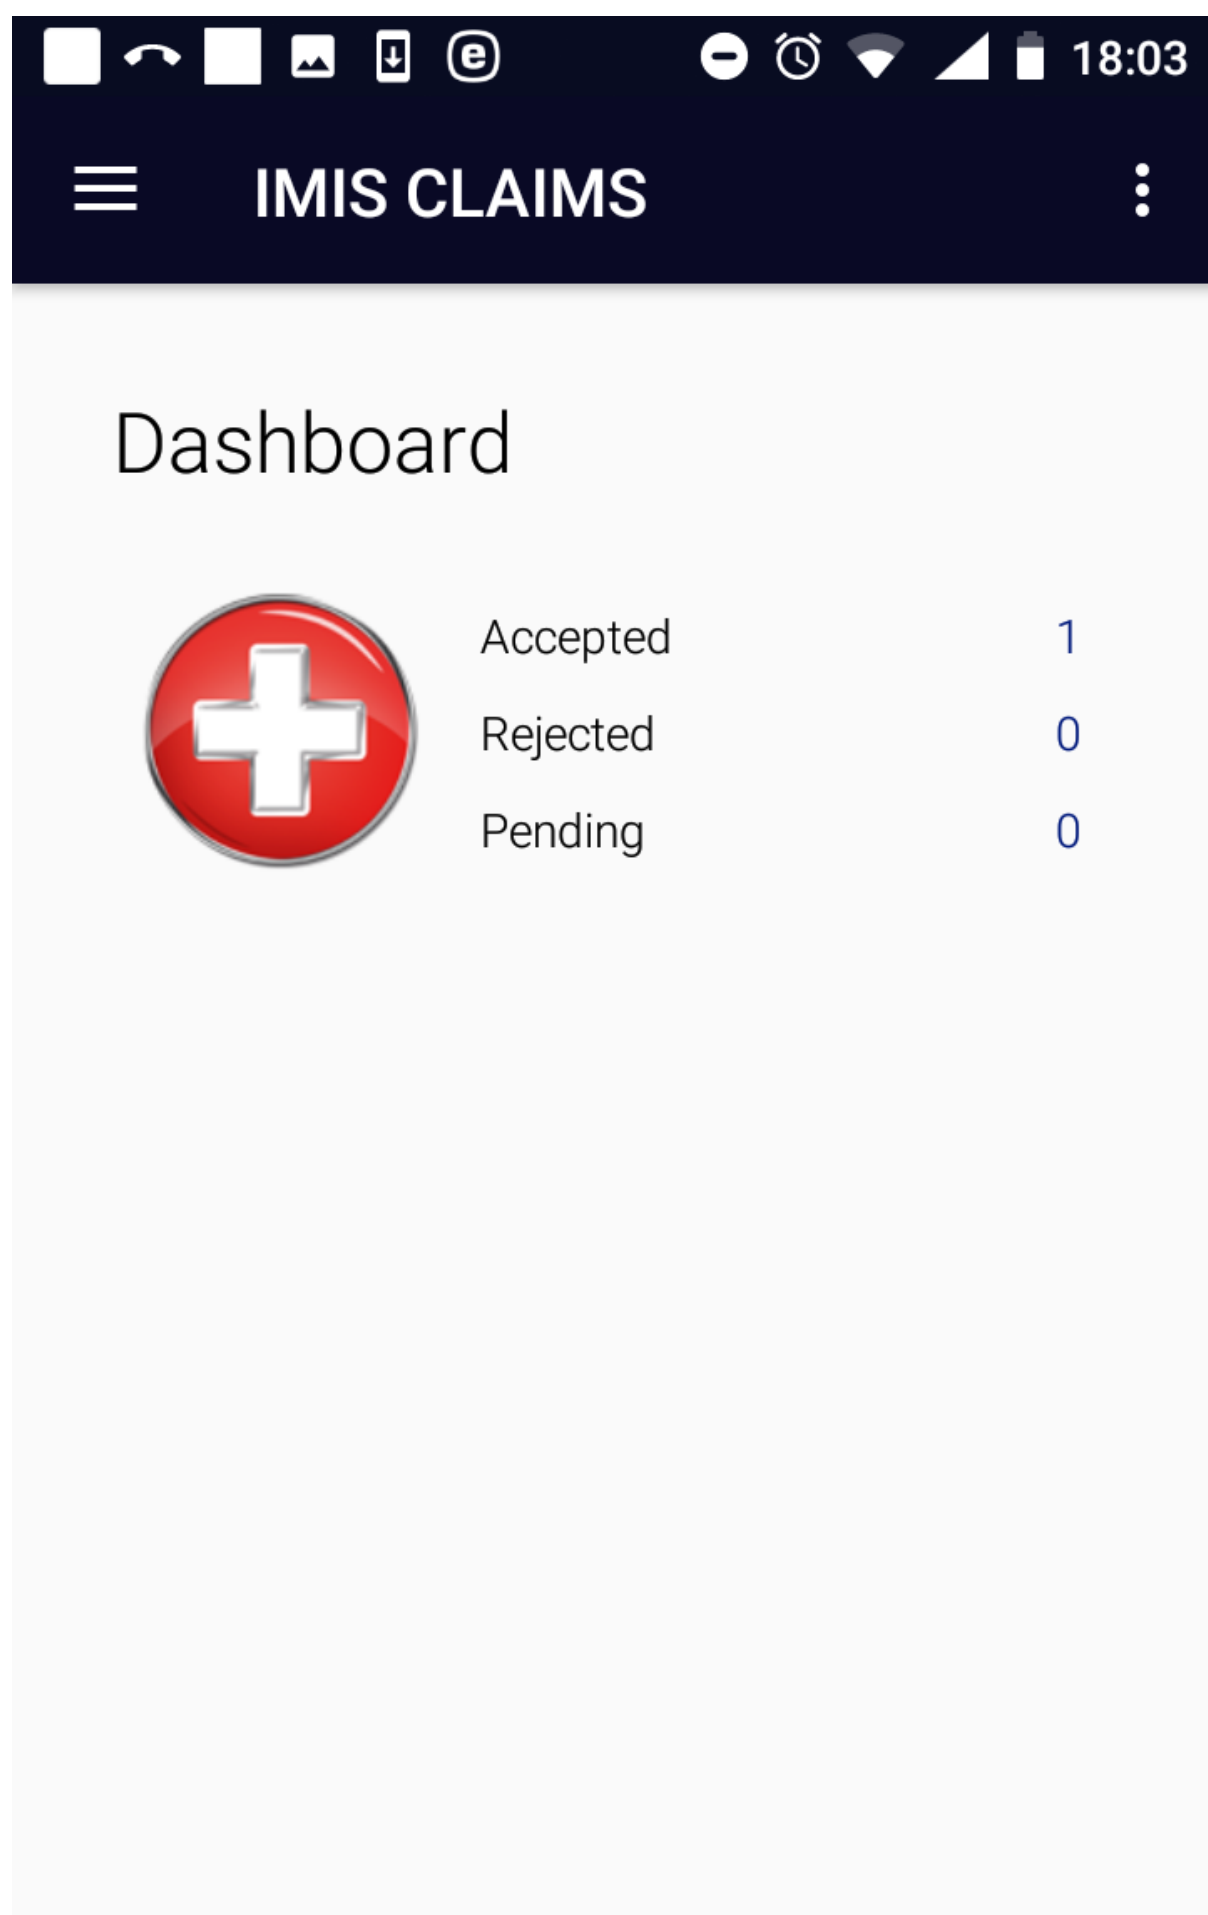 18:03
IMIS CLAIMS
Dashboard
Accepted 1
Rejected 0
Pending 0